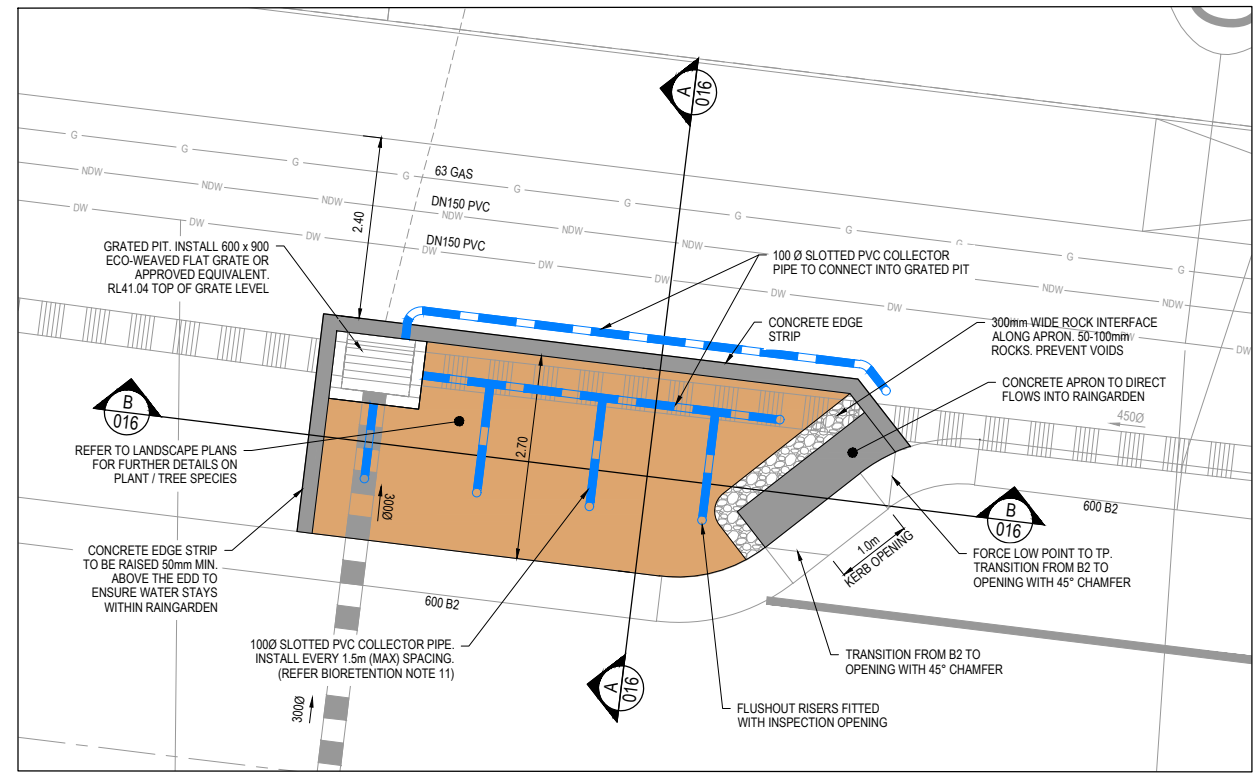 A
016
G
G
G
63 GAS
G
G
G
G
G
G
G
G
NDW
NDW
NDW
DN150 PVC
NDW
NDW
NDW
NDW
NDW
NDW
DW
DW
DW
DN150 PVC
DW
DW
DW
DW
DW
DW
2.40
GRATED PIT. INSTALL 600 x 900
ECO-WEAVED FLAT GRATE OR
APPROVED EQUIVALENT.
RL41.04 TOP OF GRATE LEVEL
100 Ø SLOTTED PVC COLLECTOR
PIPE TO CONNECT INTO GRATED PIT
CONCRETE EDGE
STRIP
300mm WIDE ROCK INTERFACE
ALONG APRON. 50-100mm
ROCKS. PREVENT VOIDS
CONCRETE APRON TO DIRECT
FLOWS INTO RAINGARDEN
450Ø
B
016
2.70
REFER TO LANDSCAPE PLANS
FOR FURTHER DETAILS ON
PLANT / TREE SPECIES
300Ø
B
016
600 B2
CONCRETE EDGE STRIP
TO BE RAISED 50mm MIN.
ABOVE THE EDD TO
ENSURE WATER STAYS
WITHIN RAINGARDEN
1.0m
KERB OPENING
FORCE LOW POINT TO TP.
TRANSITION FROM B2 TO
OPENING WITH 45° CHAMFER
600 B2
100Ø SLOTTED PVC COLLECTOR PIPE.
INSTALL EVERY 1.5m (MAX) SPACING.
(REFER BIORETENTION NOTE 11)
TRANSITION FROM B2 TO
OPENING WITH 45° CHAMFER
A
016
300Ø
FLUSHOUT RISERS FITTED
WITH INSPECTION OPENING